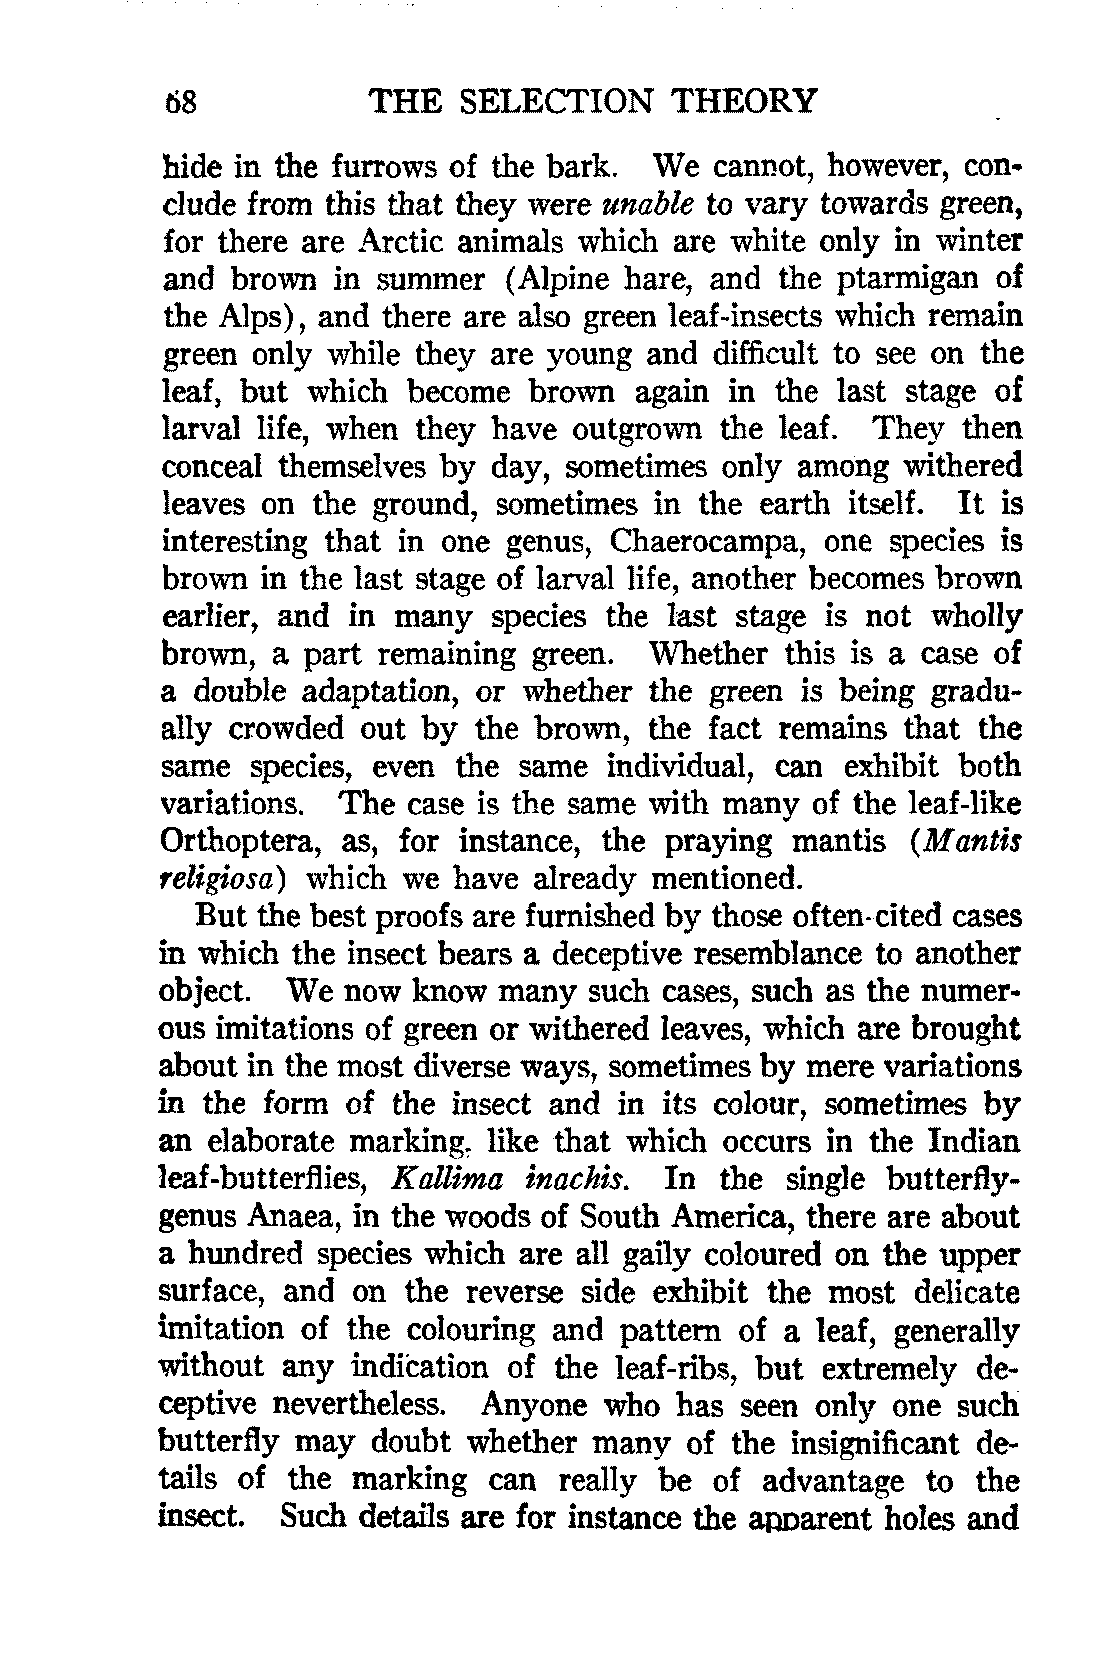 68 THE SELECTION THEORY
hide in the furrows of the bark. We cannot, however, con-
clude from this that they were unable to vary towards green,
for there are Arctic animals which are white only in winter
and brown in summer (Alpine hare, and the ptarmigan of
the Alps), and there are also green leaf-insects which remain
green only while they are young and difficult to see on the
leaf, but which become brown again in the last stage of
larval life, when they have outgrown the leaf. They then
conceal themselves by day, sometimes only among withered
leaves on the ground, sometimes in the earth itself. It is
interesting that in one genus, Chaerocampa, one species is
brown in the last stage of larval life, another becomes brown
earlier, and in many species the last stage is not wholly
brown, a part remaining green. Whether this is a case of
a double adaptation, or whether the green is being gradu-
ally crowded out by the brown, the fact remains that the
same species, even the same individual, can exhibit both
variations. The case is the same with many of the leaf-like
Orthoptera, as, for instance, the praying mantis (Mantis
religiosa) which we have already mentioned.
But the best proofs are furnished by those often-cited cases
in which the insect bears a deceptive resemblance to another
object. We now know many such cases, such as the numer-
ous imitations of green or withered leaves, which are brought
about in the most diverse ways, sometimes by mere variations
in the form of the insect and in its colour, sometimes by
an elaborate marking, like that which occurs in the Indian
leaf-butterflies, Kallima inachis. In the single butterfly-
genus Anaea, in the woods of South America, there are about
a hundred species which are all gaily coloured on the upper
surface, and on the reverse side exhibit the most delicate
imitation of the colouring and pattern of a leaf, generally
without any indication of the leaf-ribs, but extremely de-
ceptive nevertheless. Anyone who has seen only one such
butterfly may doubt whether many of the insignificant de-
tails of the marking can really be of advantage to the
insect. Such details are for instance the apparent holes and